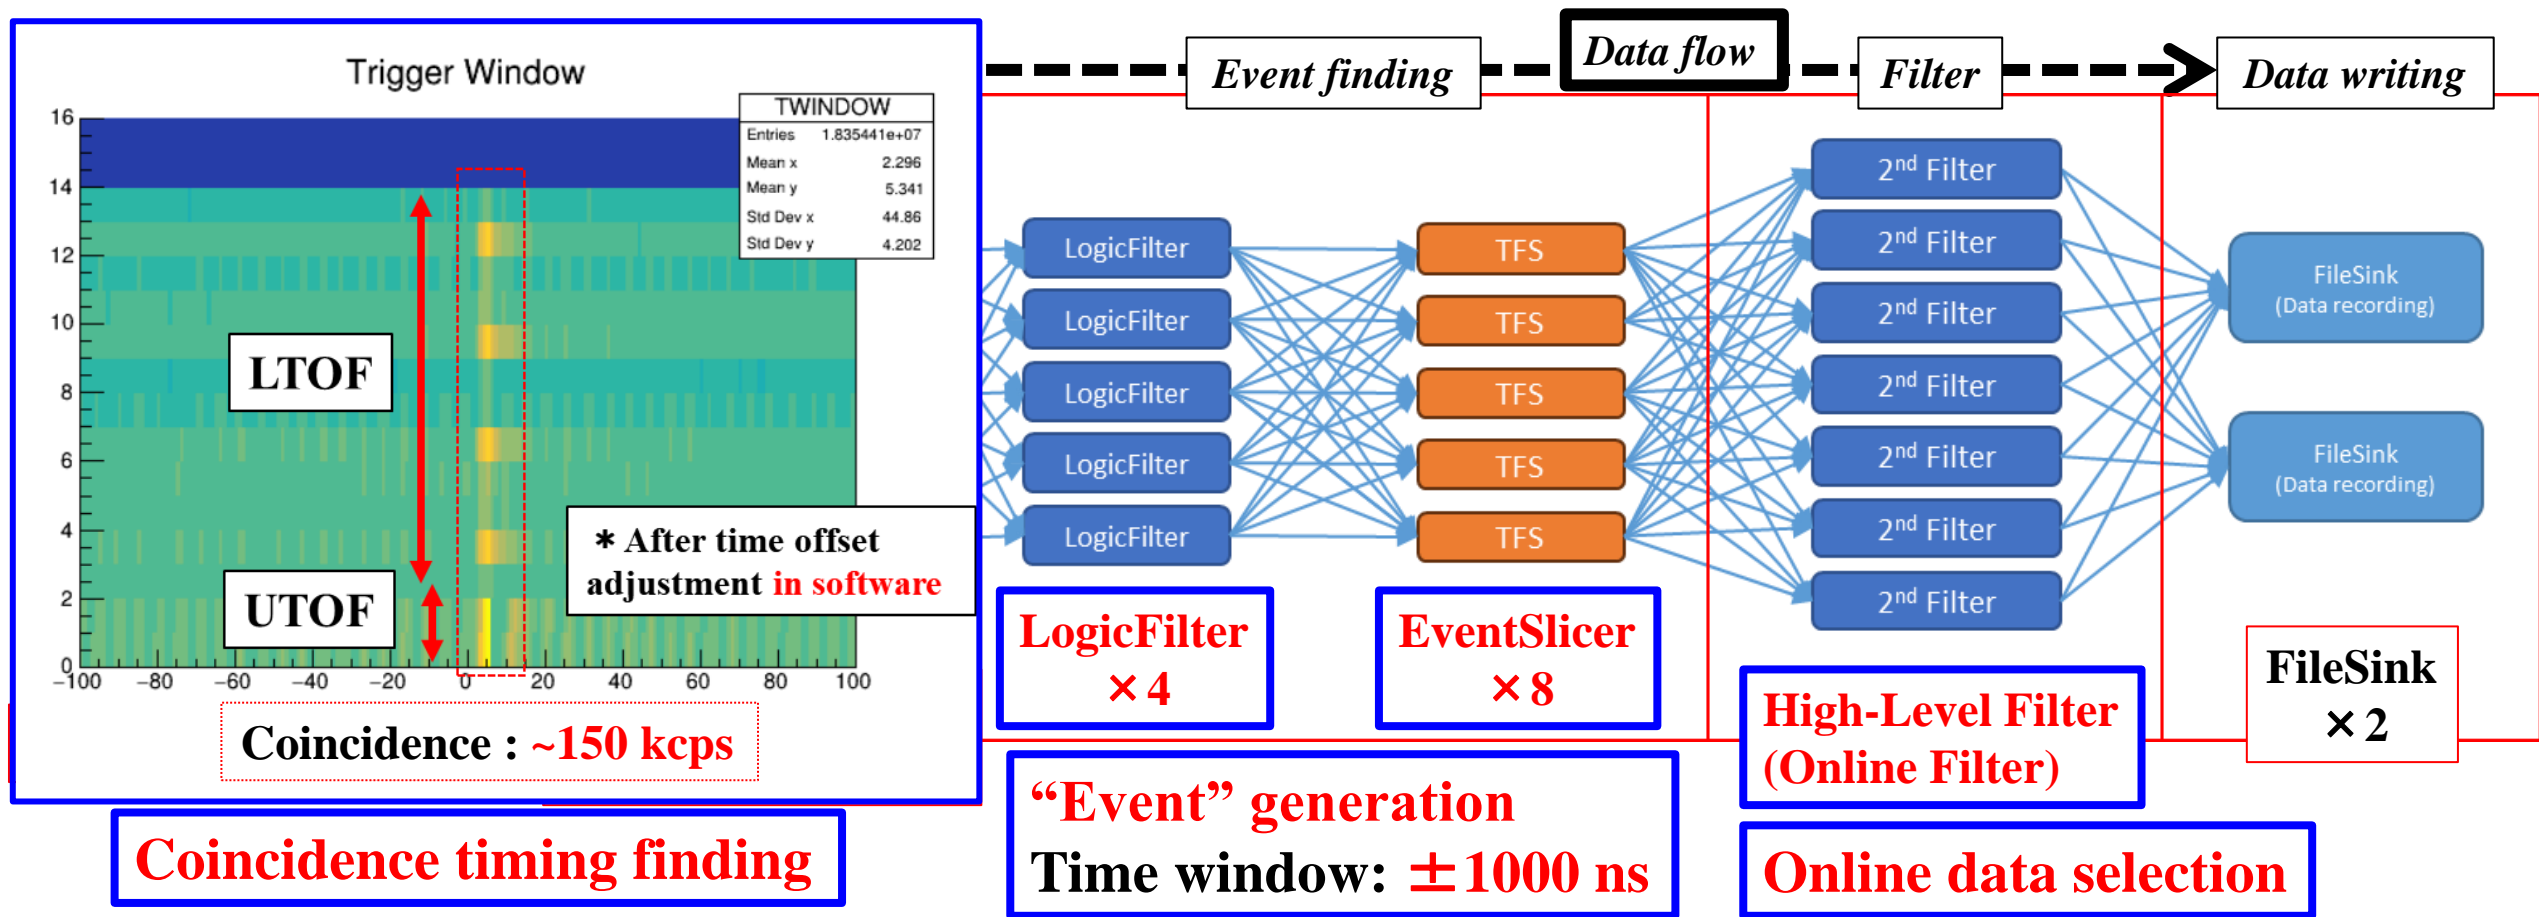 Trigger Window
TWINDOW
Entries 1.835441e+07
Mean x 2.296
Mean y 5.341
Std Dev x 44.86
Std Dev y 4.202
16
14
12
10
8
6
4
2
0
−100 −80 −60 −40 −20 0 20 40 60 80 100
LTOF
UTOF
* After time offset
adjustment in software
Coincidence : ~150 kcps
Coincidence timing finding
Event finding
Data flow
Filter
Data writing
LogicFilter
LogicFilter
LogicFilter
LogicFilter
LogicFilter
TFS
TFS
TFS
TFS
TFS
2nd Filter
2nd Filter
2nd Filter
2nd Filter
2nd Filter
2nd Filter
2nd Filter
FileSink
(Data recording)
FileSink
(Data recording)
LogicFilter
×4
EventSlicer
×8
“Event” generation
Time window: ±1000 ns
High-Level Filter
(Online Filter)
Online data selection
FileSink
×2